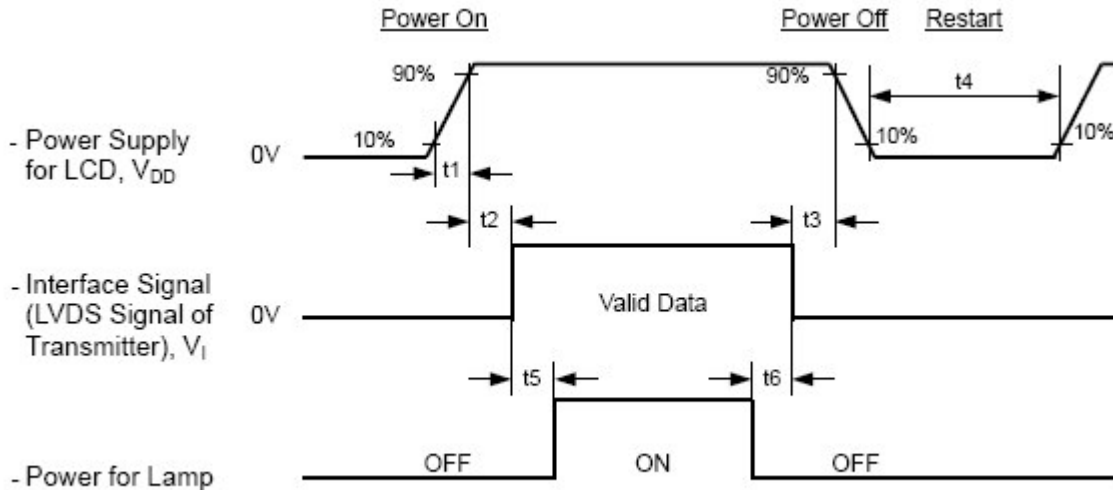 Power On
Power Off
Restart
90%
90%
t4
10%
10%
10%
- Power Supply
for LCD, VDD
0V
t1
t2
t3
- Interface Signal
(LVDS Signal of
Transmitter), VI
0V
Valid Data
t5
t6
- Power for Lamp
OFF
ON
OFF